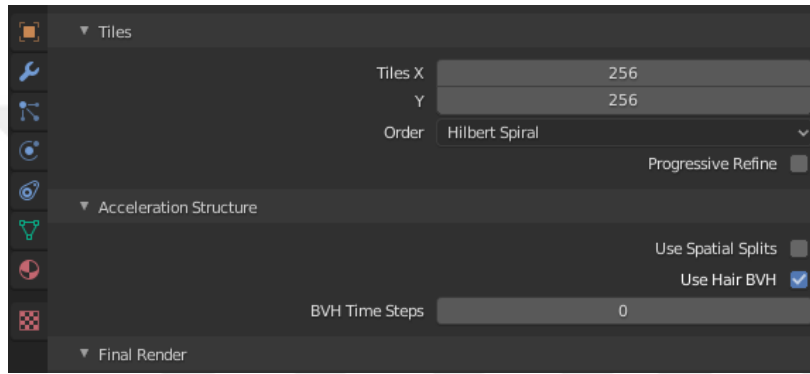 Tiles
Tiles X 256
Y 256
Order Hilbert Spiral
Progressive Refine
Acceleration Structure
Use Spatial Splits
Use Hair BVH
BVH Time Steps 0
Final Render